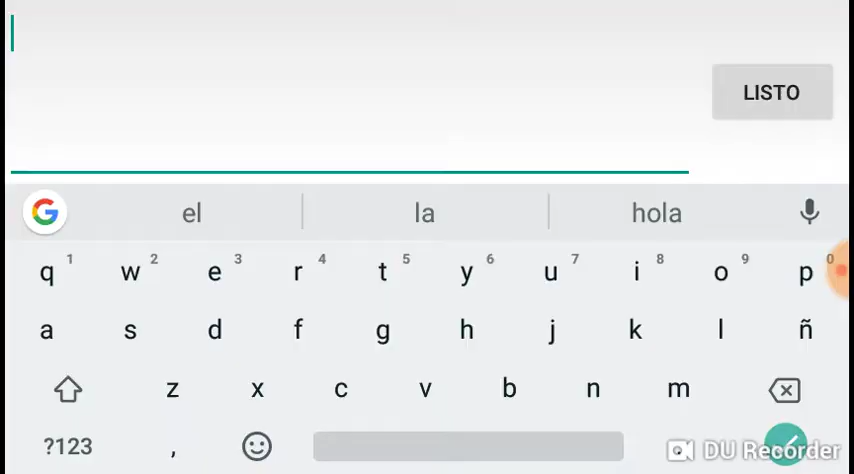 LISTO
G el la hola
q 1 w 2 e 3 r 4 t 5 y 6 u 7 i 8 o 9 p 0
a s d f g h j k l ñ
z x c v b n m
?123 , . DU Recorder